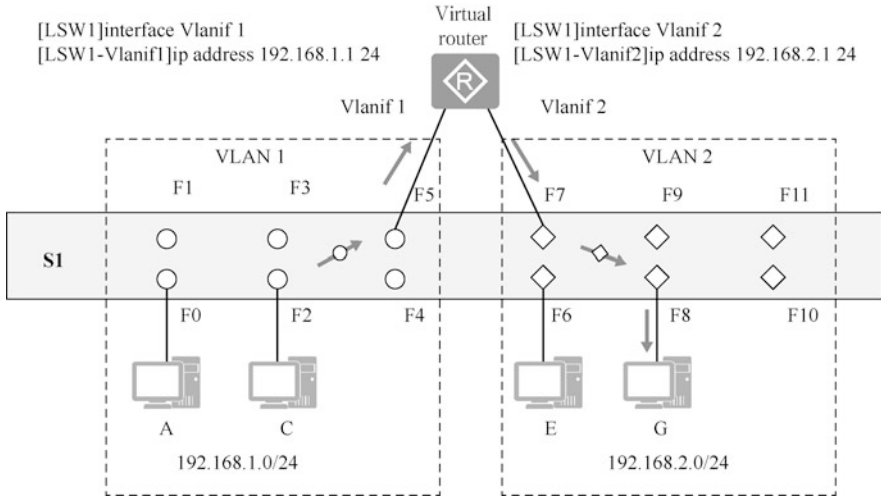 [LSW1]interface Vlanif 1
[LSW1-Vlanif1]ip address 192.168.1.1 24
Virtual
router
[LSW1]interface Vlanif 2
[LSW1-Vlanif2]ip address 192.168.2.1 24
R
Vlanif 1
Vlanif 2
VLAN 1
VLAN 2
F1
F3
F5
F7
F9
F11
S1
F0
F2
F4
F6
F8
F10
A
C
E
G
192.168.1.0/24
192.168.2.0/24